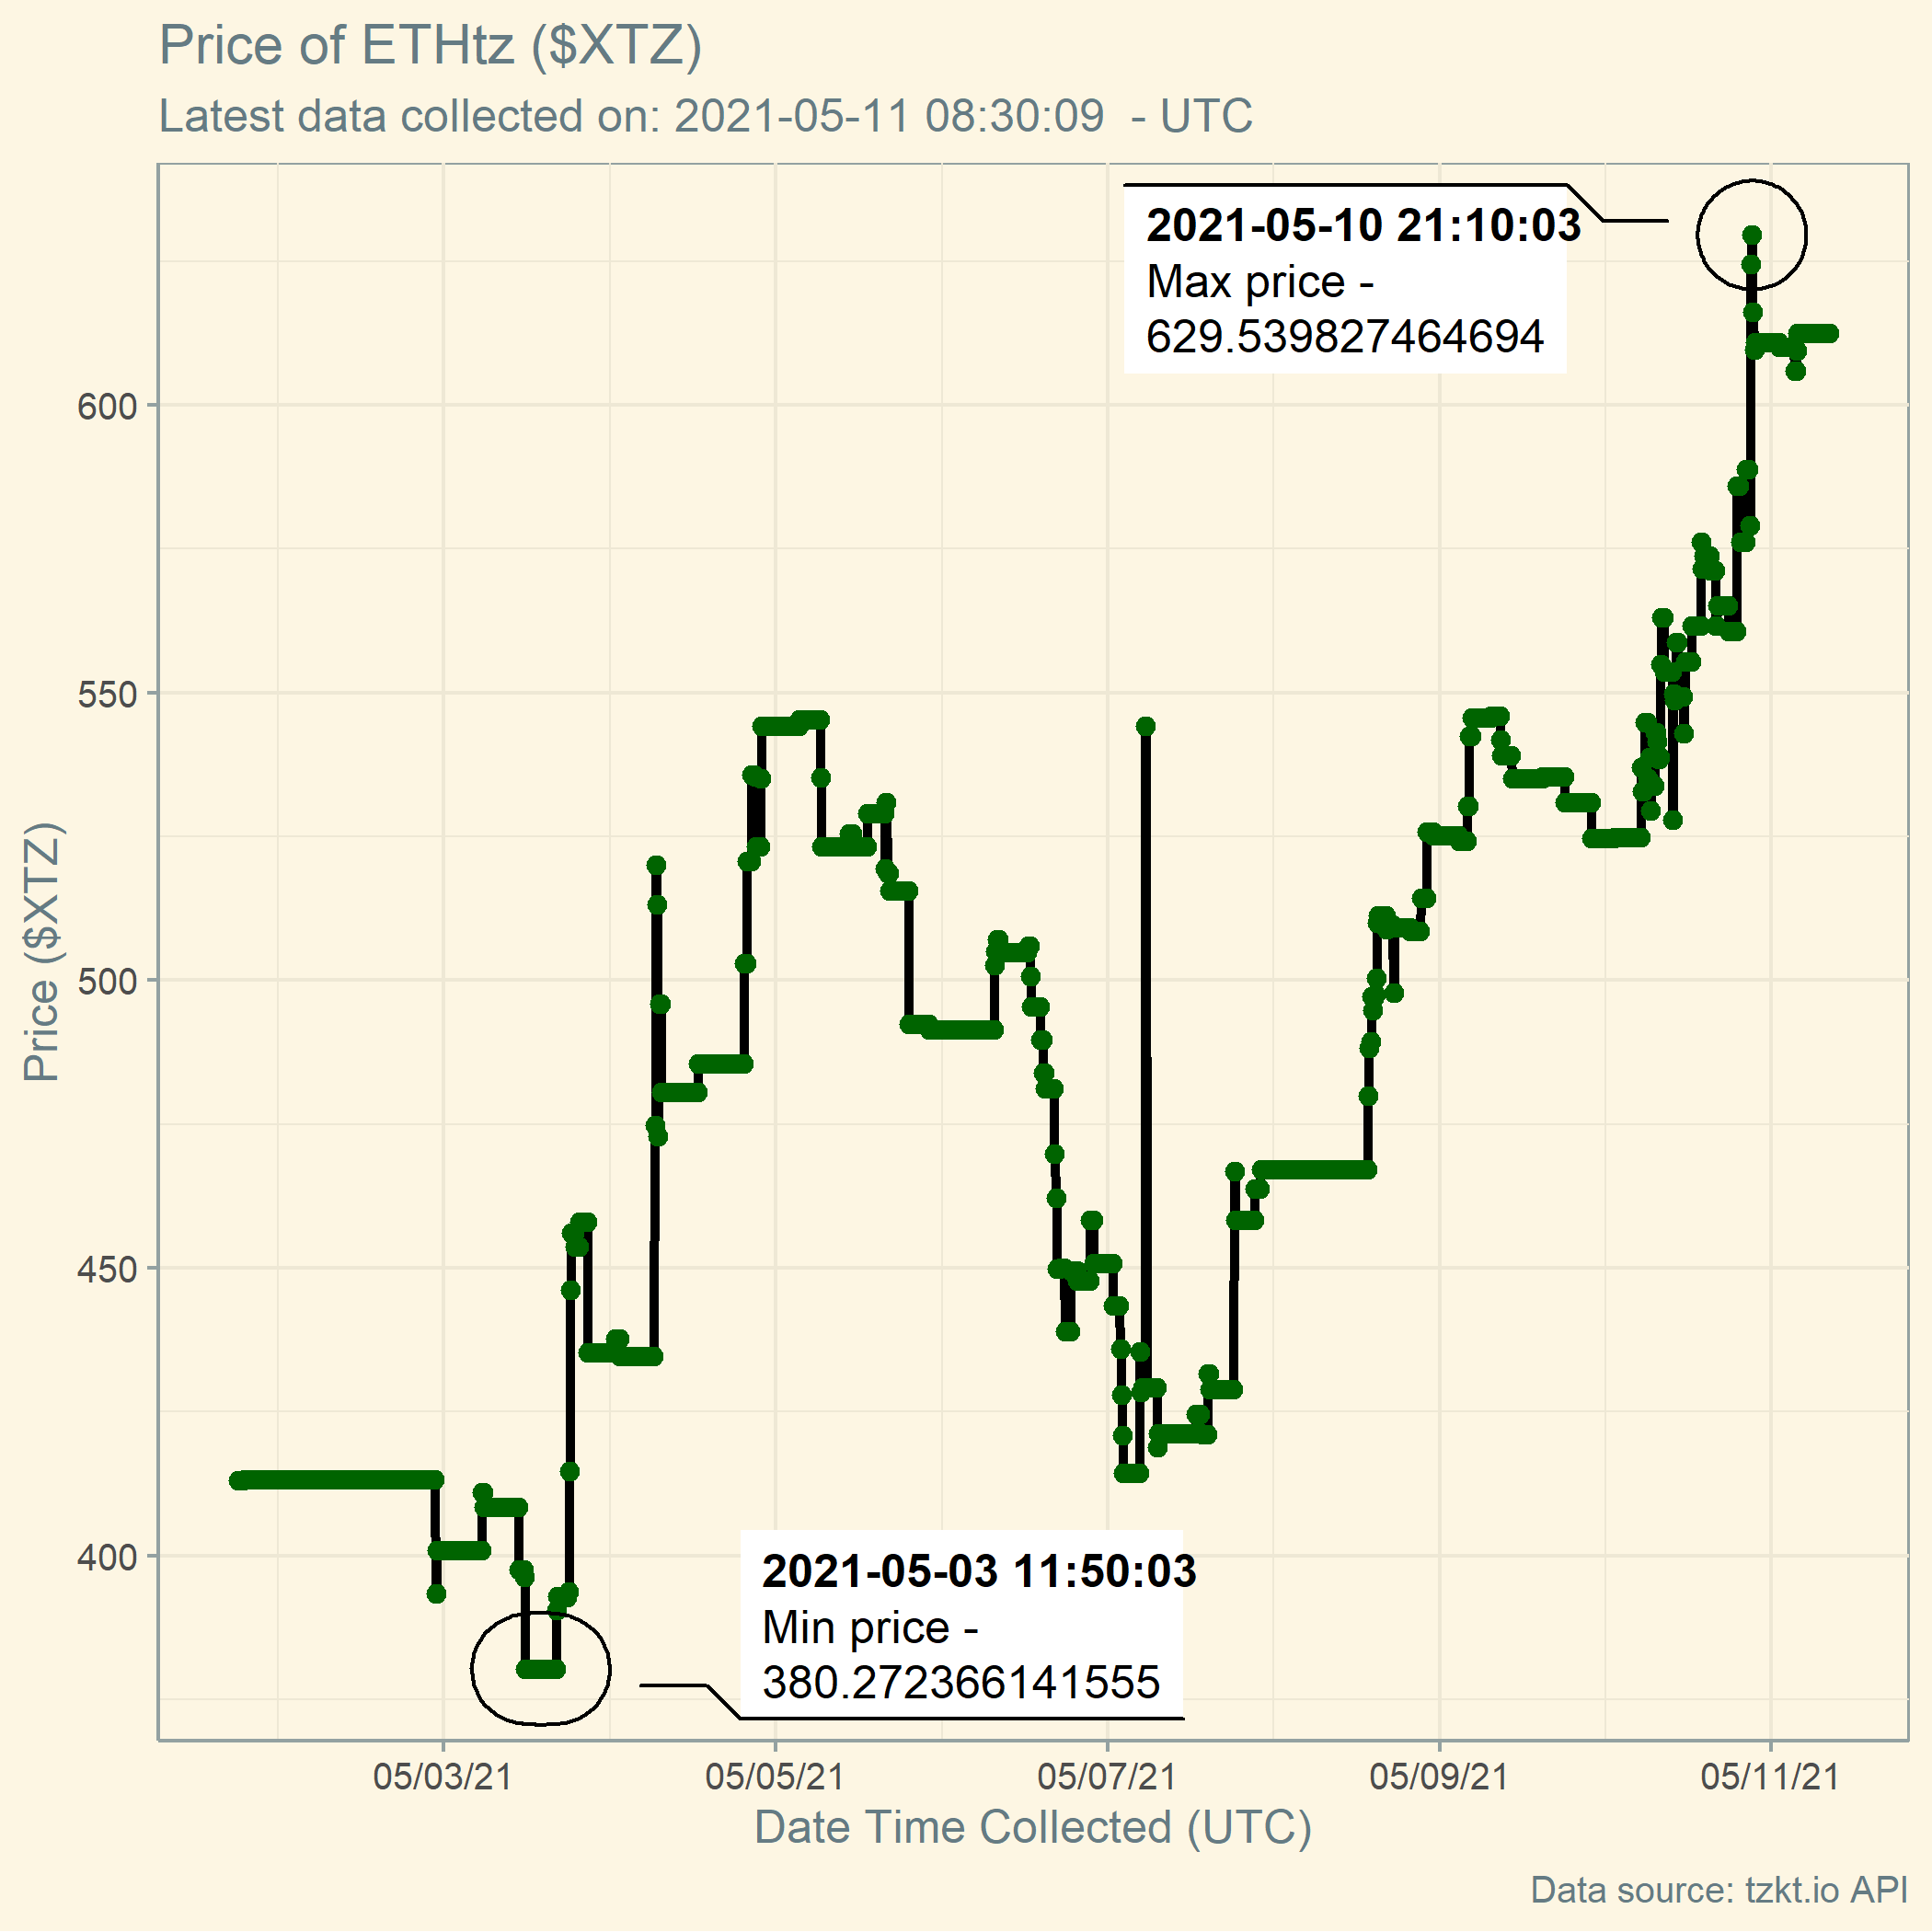 Price of ETHtz ($XTZ)
Latest data collected on: 2021-05-11 08:30:09  - UTC
2021-05-10 21:10:03
Max price -
629.539827464694
600
550
500
450
400
Price ($XTZ)
2021-05-03 11:50:03
Min price -
380.272366141555
05/03/21
05/05/21
05/07/21
05/09/21
05/11/21
Date Time Collected (UTC)
Data source: tzkt.io API